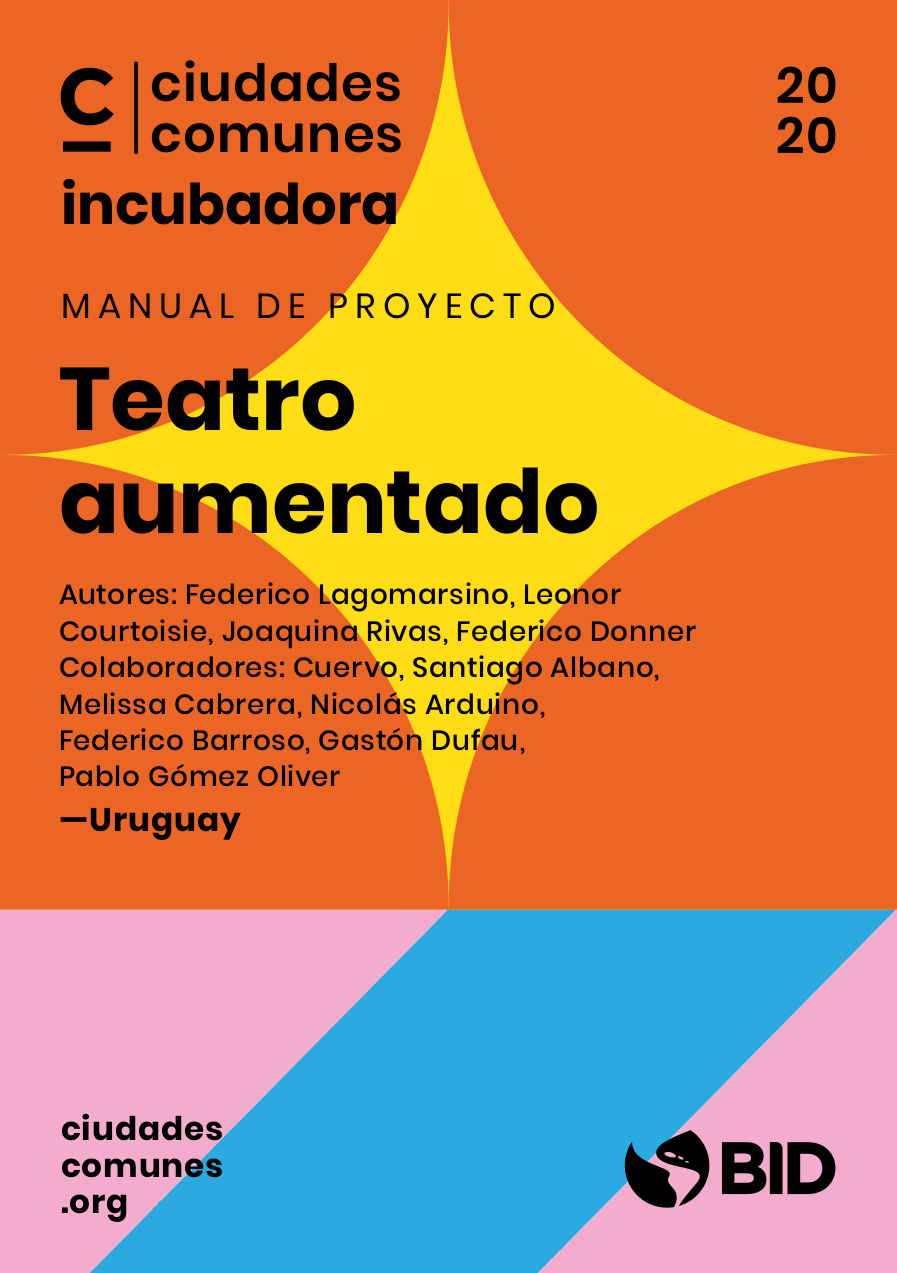 C
ciudades
comunes
incubadora
20
20
MANUAL DE PROYECTO
Teatro
aumentado
Autores: Federico Lagomarsino, Leonor
Courtoisie, Joaquina Rivas, Federico Donner
Colaboradores: Cuervo, Santiago Albano,
Melissa Cabrera, Nicolás Arduino,
Federico Barroso, Gastón Dufau,
Pablo Gómez Oliver
—Uruguay
ciudades
comunes
.org
BID